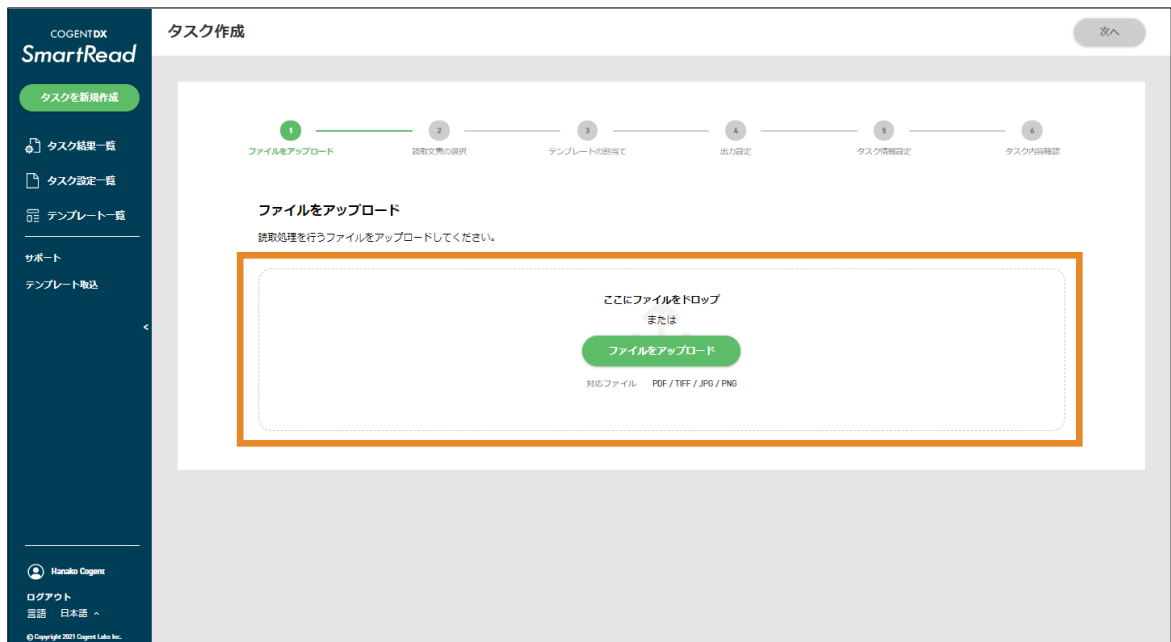 COGENTDX
SmartRead
タスクを新規作成
タスク結果一覧
タスク設定一覧
テンプレート一覧
サポート
テンプレート取込
<
Hanako Cogent
ログアウト
言語 日本語
© Copyright 2021 Cogent Labs Inc.
タスク作成
次へ
1 2 3 4 5 6
ファイルをアップロード 読取文書の選択 テンプレートの割当て 出力設定 タスク情報設定 タスク内容確認
ファイルをアップロード
読取処理を行うファイルをアップロードしてください。
ここにファイルをドロップ
または
ファイルをアップロード
対応ファイル PDF / TIFF / JPG / PNG